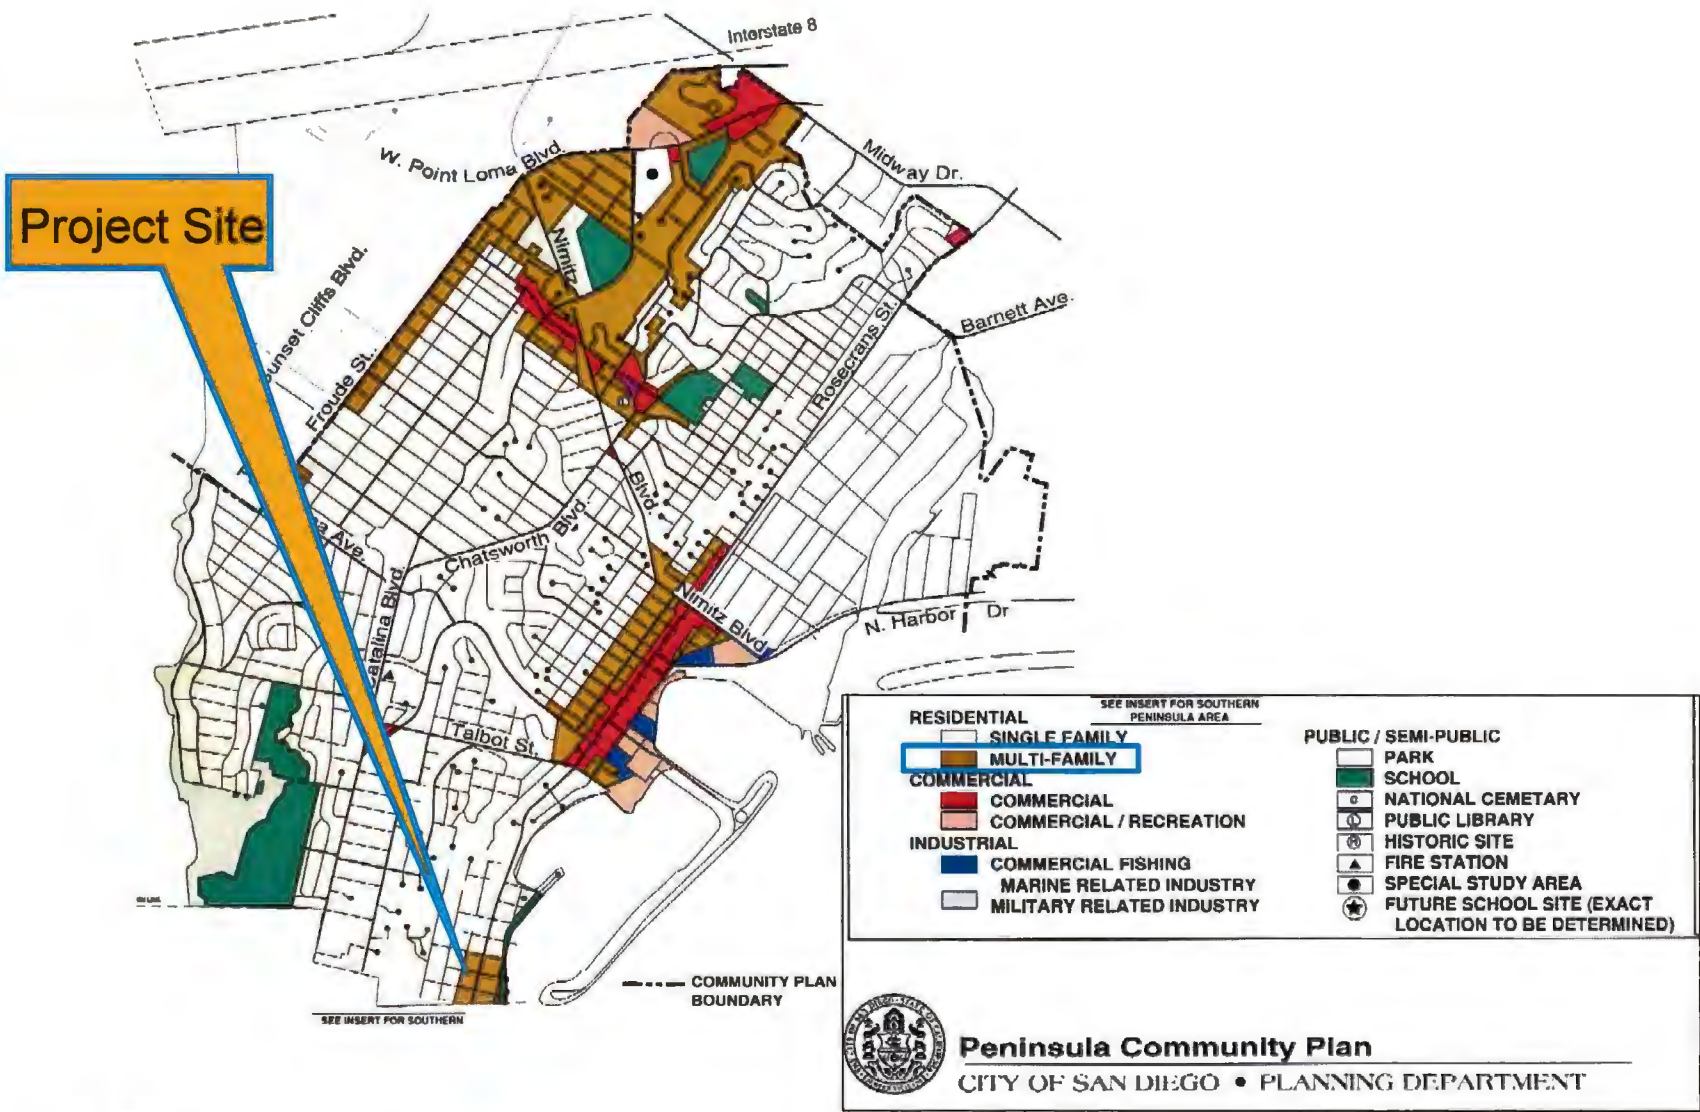 Interstate 8
W. Point Loma Blvd.
Midway Dr.
Project Site
Nimitz
Sunset Cliffs Blvd.
Froude St.
Barnett Ave.
Rosecrans St.
Blvd.
Ave.
Chatsworth Blvd.
Catalina Blvd.
Nimitz Blvd.
N. Harbor Dr
Talbot St.
SEE INSERT FOR SOUTHERN
PENINSULA AREA
RESIDENTIAL
SINGLE FAMILY
MULTI-FAMILY
COMMERCIAL
COMMERCIAL
COMMERCIAL / RECREATION
INDUSTRIAL
COMMERCIAL FISHING
MARINE RELATED INDUSTRY
MILITARY RELATED INDUSTRY
PUBLIC / SEMI-PUBLIC
PARK
SCHOOL
NATIONAL CEMETARY
PUBLIC LIBRARY
HISTORIC SITE
FIRE STATION
SPECIAL STUDY AREA
FUTURE SCHOOL SITE (EXACT
LOCATION TO BE DETERMINED)
COMMUNITY PLAN
BOUNDARY
SEE INSERT FOR SOUTHERN
Peninsula Community Plan
CITY OF SAN DIEGO • PLANNING DEPARTMENT